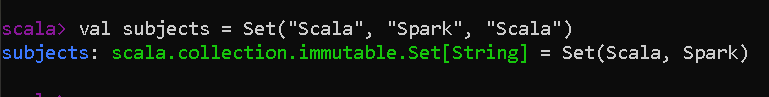 scala> val subjects = Set("Scala", "Spark", "Scala")
subjects: scala.collection.immutable.Set[String] = Set(Scala, Spark)